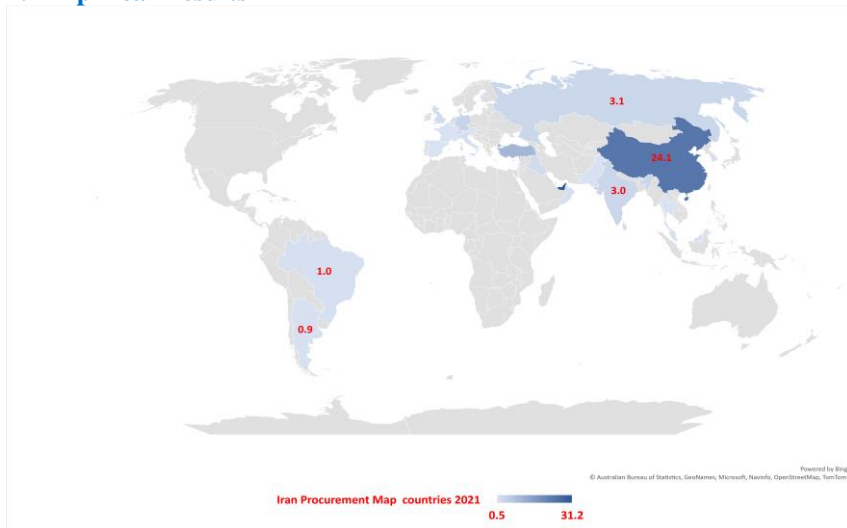 3.1
24.1
3.0
1.0
0.9
Powered by Bing
© Australian Bureau of Statistics, GeoNames, Microsoft, Navinfo, OpenStreetMap, TomTom
Iran Procurement Map countries 2021
0.5 31.2